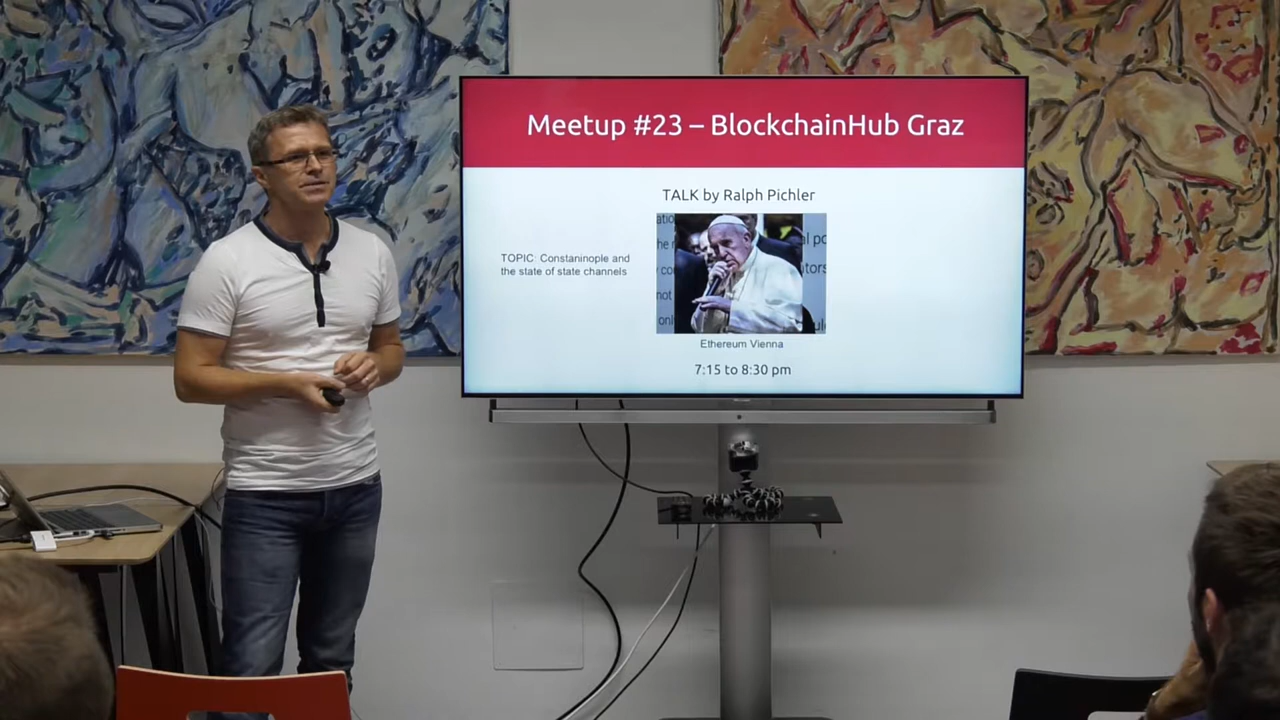 Meetup #23 – BlockchainHub Graz
TALK by Ralph Pichler
TOPIC: Constaninople and
the state of state channels
Ethereum Vienna
7:15 to 8:30 pm